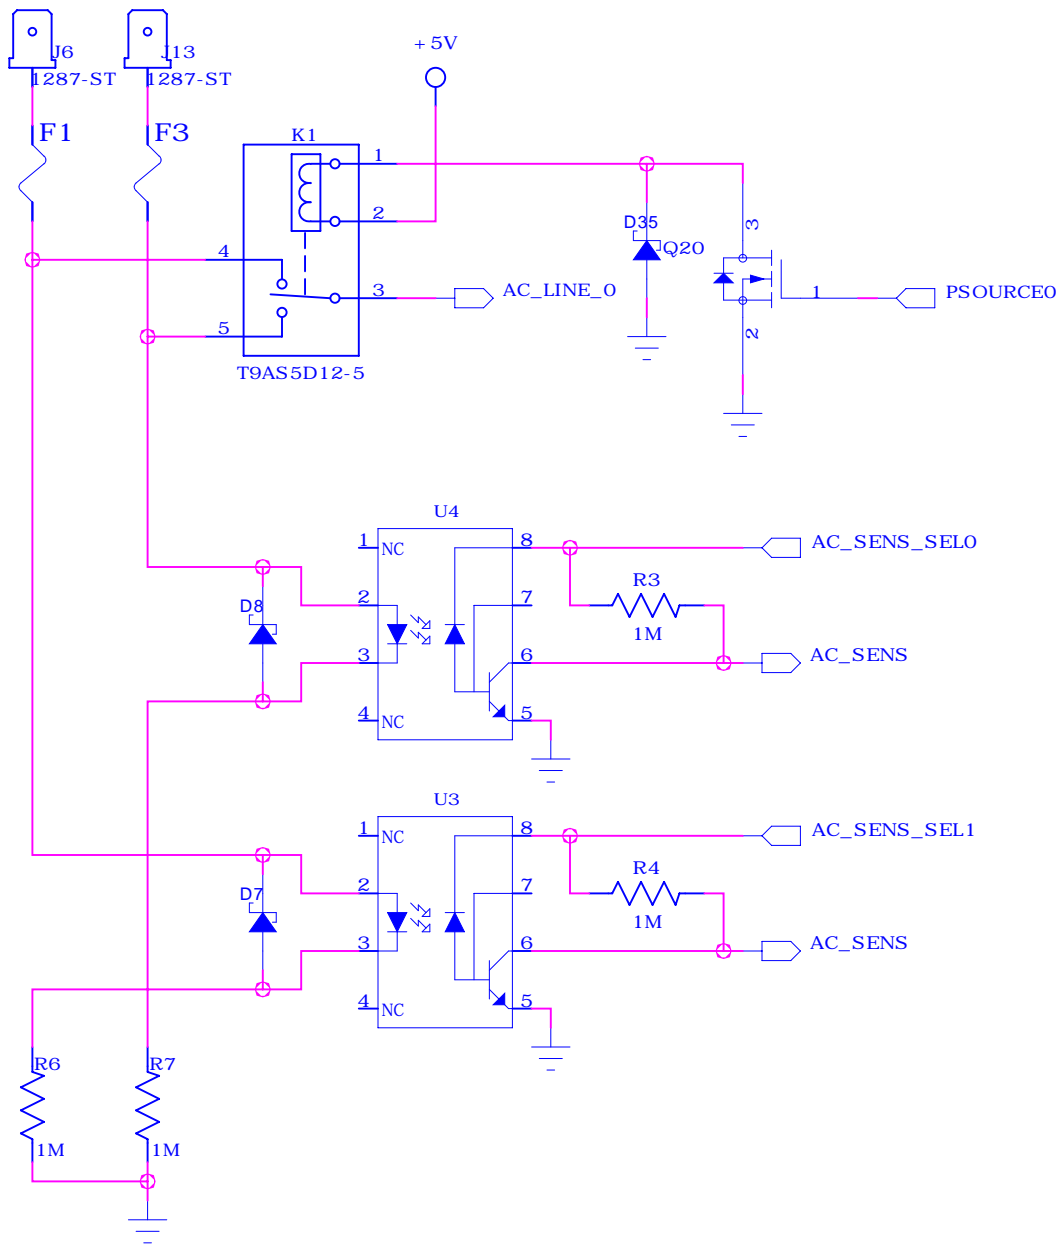 J6
1287-ST
J13
1287-ST
+5V
F1
F3
K1
1
2
4
3
5
T9AS5D12-5
AC_LINE_0
D35
Q20
3
1
2
PSOURCE0
U4
1
NC
2
3
4
NC
8
7
6
5
D8
R3
1M
AC_SENS_SEL0
AC_SENS
U3
1
NC
2
3
4
NC
8
7
6
5
D7
R4
1M
AC_SENS_SEL1
AC_SENS
R6
1M
R7
1M